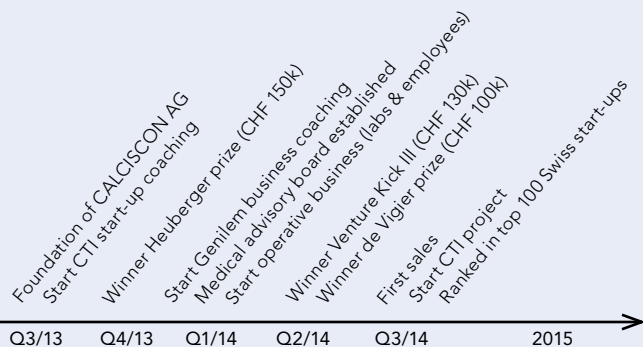 Foundation of CALCISCON AG
Start CTI start-up coaching
Winner Heuberger prize (CHF 150k)
Start Genilem business coaching
Medical advisory board established
Start operative business (labs & employees)
Winner Venture Kick III (CHF 130k)
Winner de Vigier prize (CHF 100k)
First sales
Start CTI project
Ranked in top 100 Swiss start-ups
Q3/13
Q4/13
Q1/14
Q2/14
Q3/14
2015